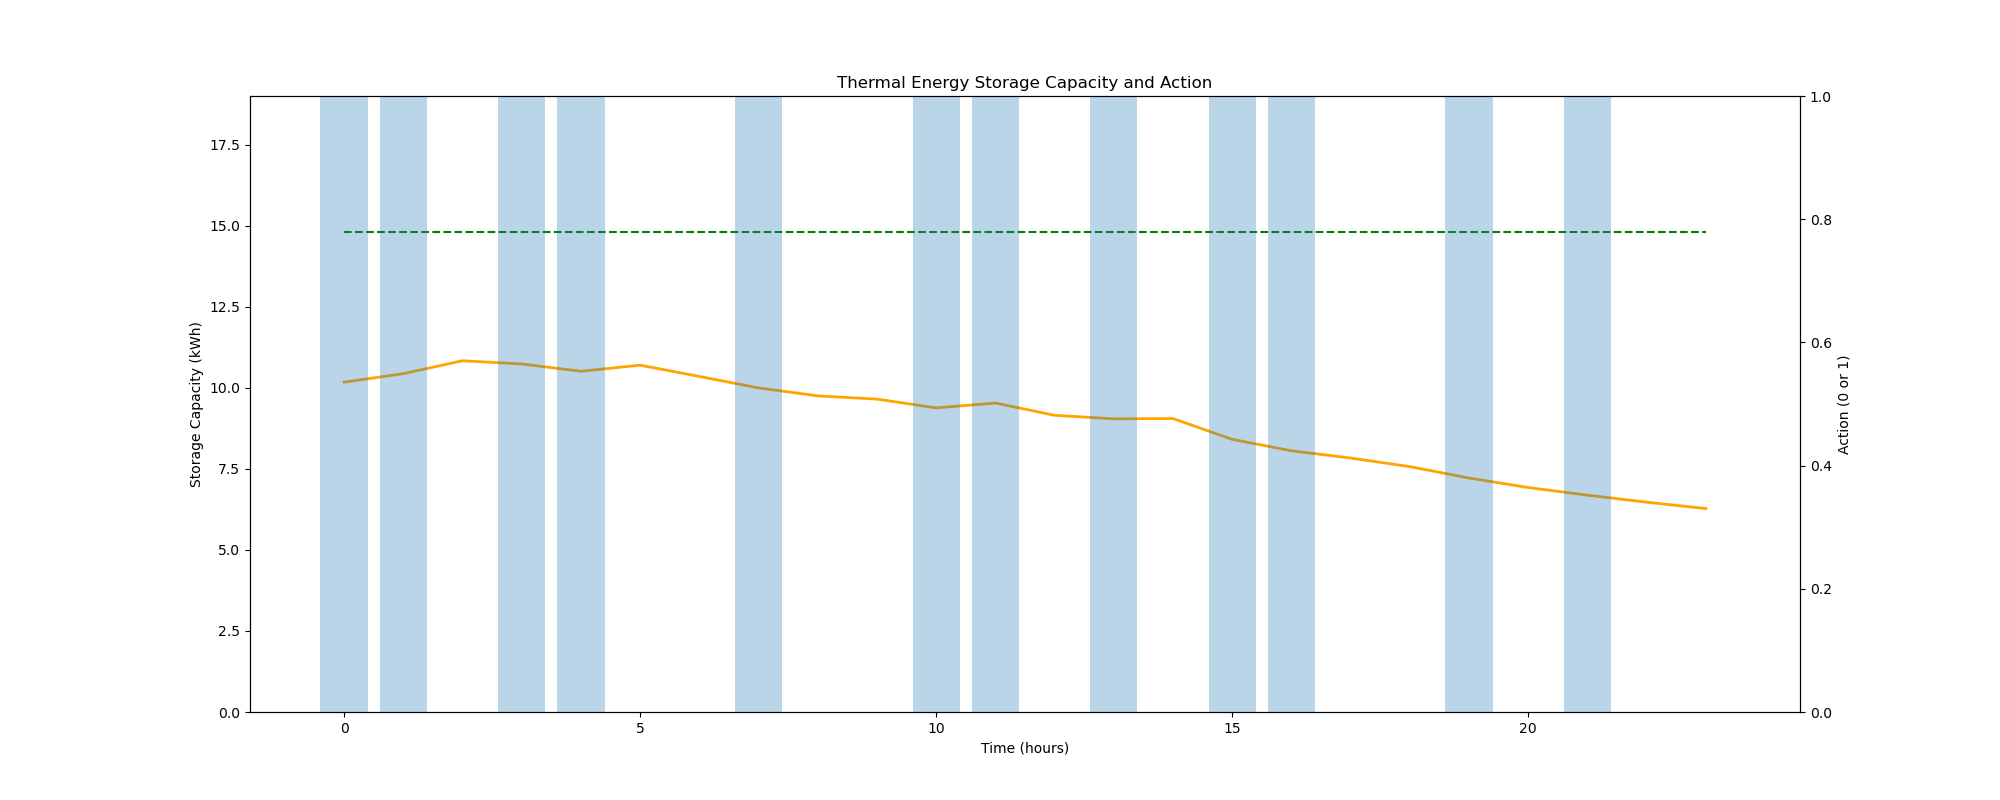 Thermal Energy Storage Capacity and Action
Storage Capacity (kWh)
17.5
15.0
12.5
10.0
7.5
5.0
2.5
0.0
1.0
0.8
0.6
0.4
0.2
0.0
Action (0 or 1)
0 5 10 15 20
Time (hours)